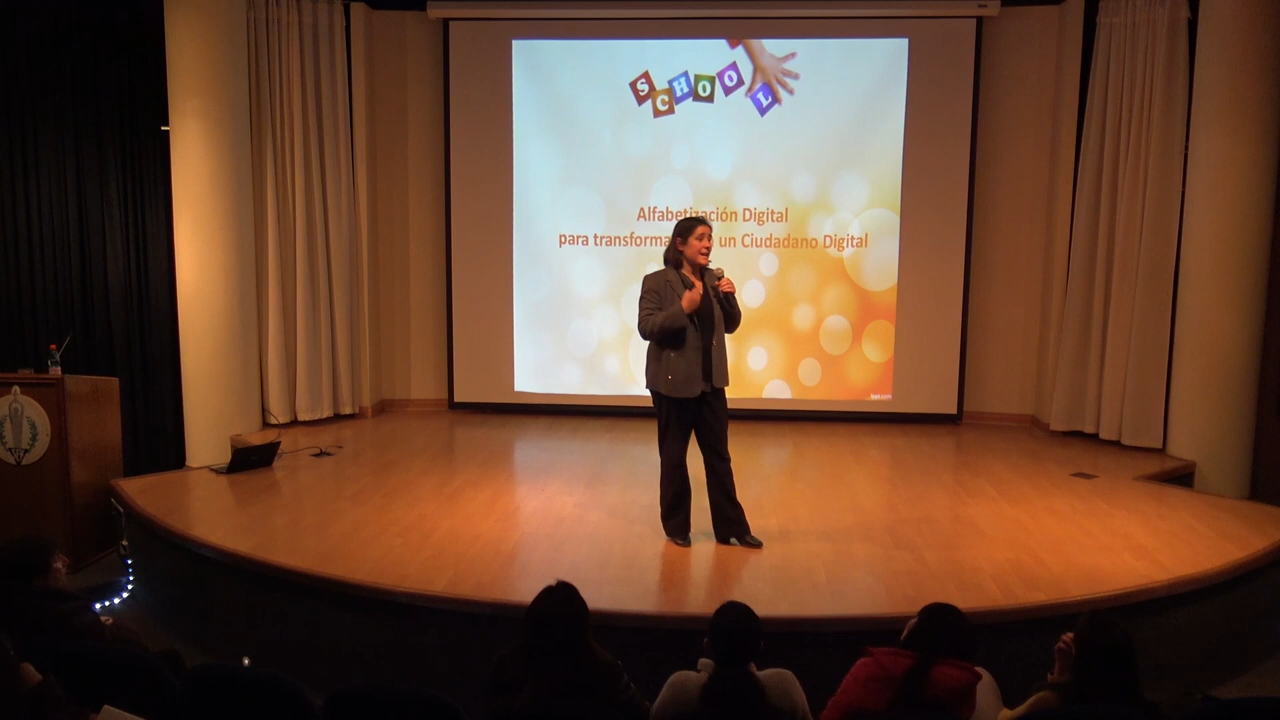 SCHOOL
Alfabetización Digital
para transforma un Ciudadano Digital